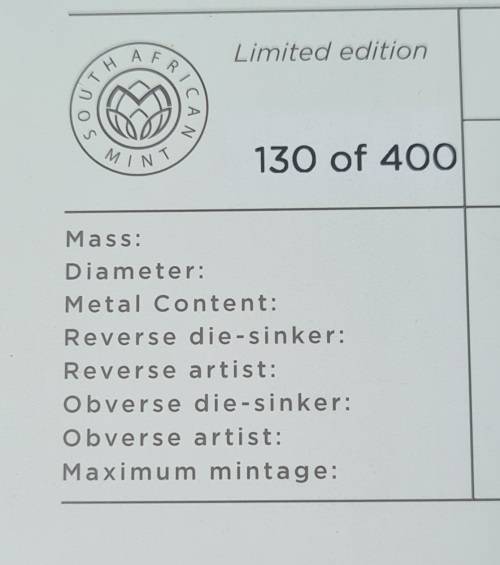 SOUTH AFRICAN MINT
Limited edition
130 of 400
Mass:
Diameter:
Metal Content:
Reverse die-sinker:
Reverse artist:
Obverse die-sinker:
Obverse artist:
Maximum mintage: